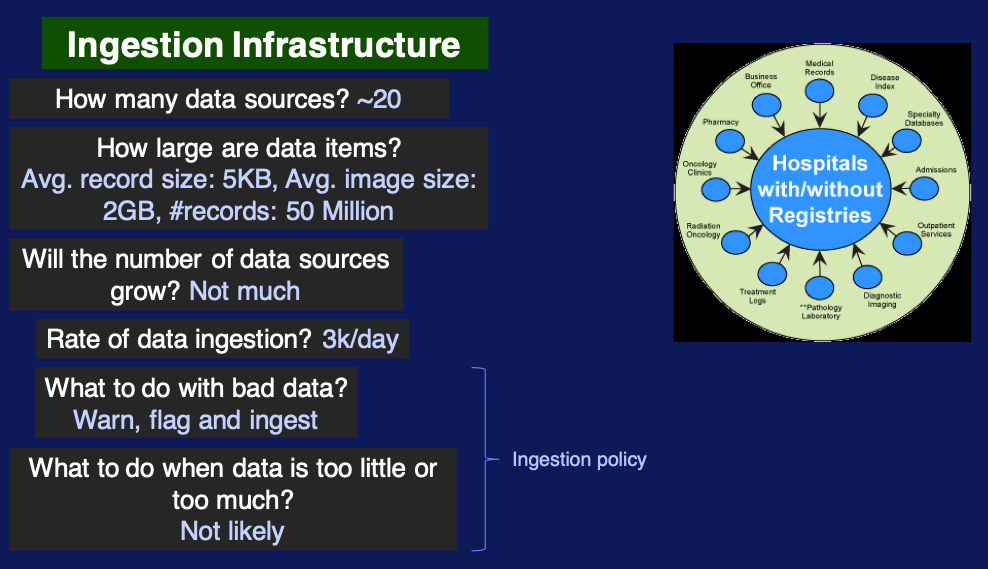 Ingestion Infrastructure
How many data sources? ~20
How large are data items?
Avg. record size: 5KB, Avg. image size:
2GB, #records: 50 Million
Will the number of data sources
grow? Not much
Rate of data ingestion? 3k/day
What to do with bad data?
Warn, flag and ingest
What to do when data is too little or
too much?
Not likely
Ingestion policy
Medical
Records
Disease
Index
Specialty
Databases
Admissions
Outpatient
Services
Diagnostic
Imaging
**Pathology
Laboratory
Treatment
Logs
Radiation
Oncology
Oncology
Clinics
Pharmacy
Business
Office
Hospitals
with/without
Registries